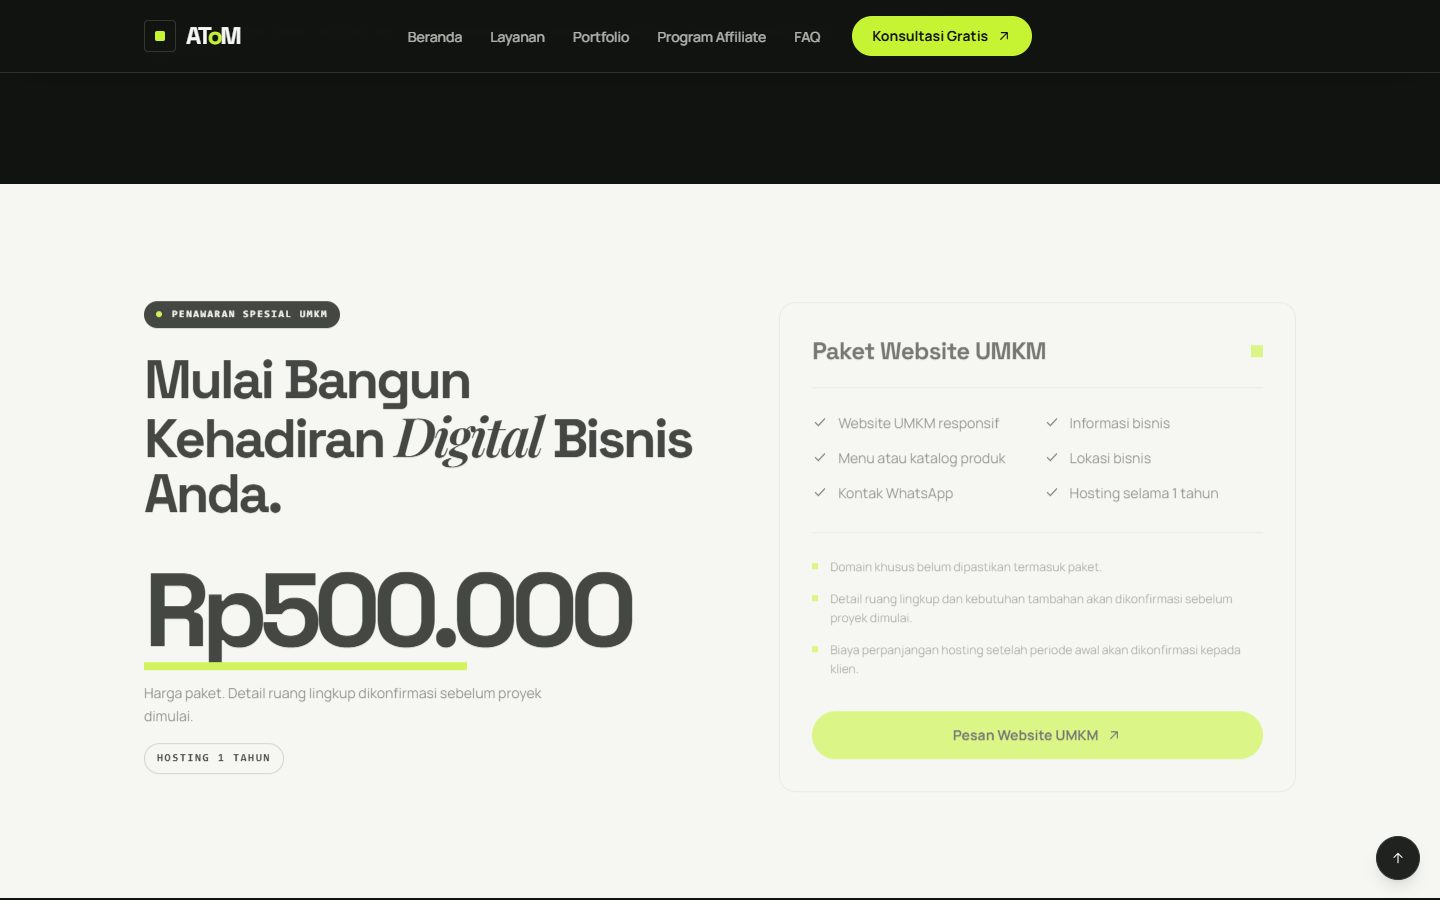 AToM
Beranda
Layanan
Portfolio
Program Affiliate
FAQ
Konsultasi Gratis
PENAWARAN SPESIAL UMKM
Mulai Bangun
Kehadiran Digital Bisnis
Anda.
Rp500.000
Harga paket. Detail ruang lingkup dikonfirmasi sebelum proyek
dimulai.
HOSTING 1 TAHUN
Paket Website UMKM
Website UMKM responsif
Informasi bisnis
Menu atau katalog produk
Lokasi bisnis
Kontak WhatsApp
Hosting selama 1 tahun
Domain khusus belum dipastikan termasuk paket.
Detail ruang lingkup dan kebutuhan tambahan akan dikonfirmasi sebelum
proyek dimulai.
Biaya perpanjangan hosting setelah periode awal akan dikonfirmasi kepada
klien.
Pesan Website UMKM